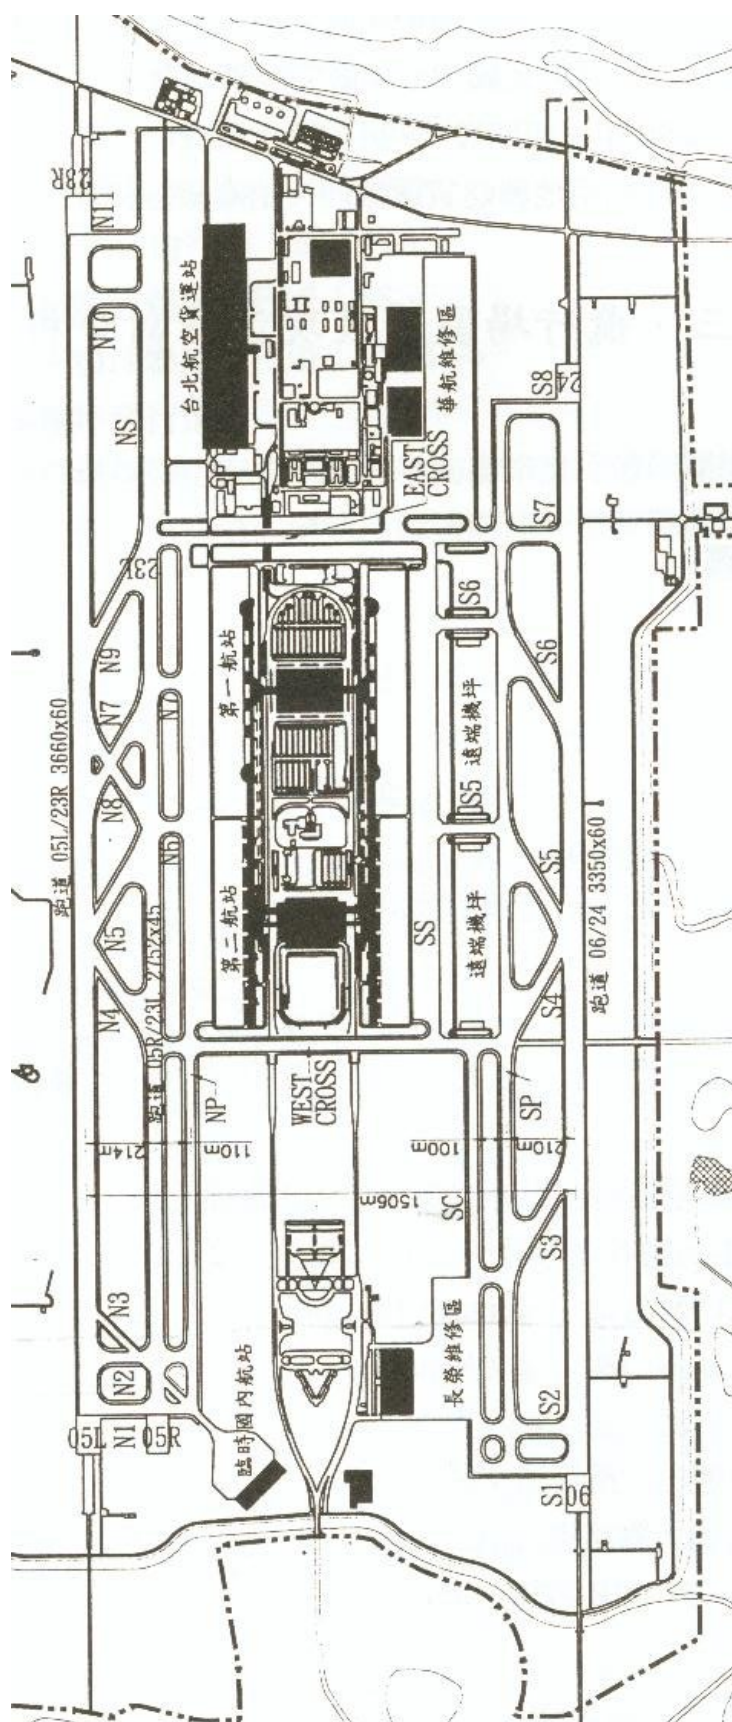 23R
N11
N10
NS
台北航空貨運站
華航維修區
S8
24
EAST
CROSS
S7
23L
N9
N7
N8
N7
N6
第一航站
S6
S6
遠端機坪
S5
S5
跑道 05L/23R 3660x60
N5
第二航站
SS
遠端機坪
跑道 06/24 3350x60
N4
跑道 05R/23L 2752x45
S4
NP
WEST
CROSS
SP
214m
110m
100m
210m
1506m
SC
S3
N3
N2
長榮維修區
S2
05L
N1
05R
臨時國內航站
S1
06